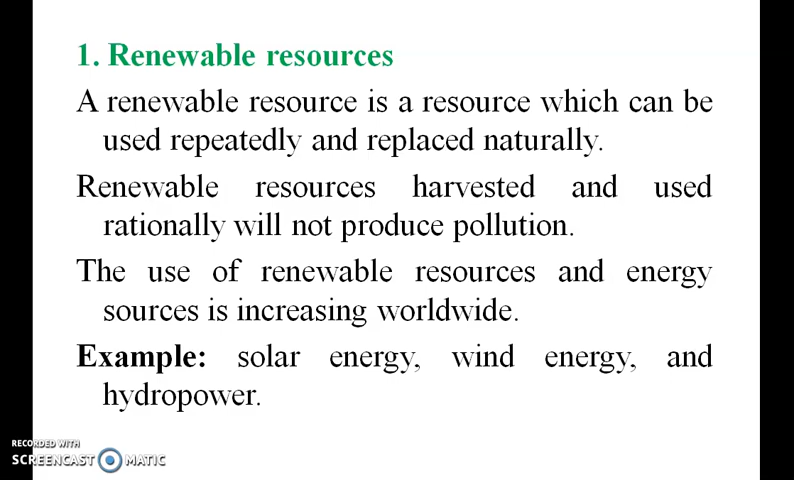 1. Renewable resources
A renewable resource is a resource which can be
used repeatedly and replaced naturally.
Renewable resources harvested and used
rationally will not produce pollution.
The use of renewable resources and energy
sources is increasing worldwide.
Example: solar energy, wind energy, and
hydropower.
RECORDED WITH
SCREENCAST MATIC